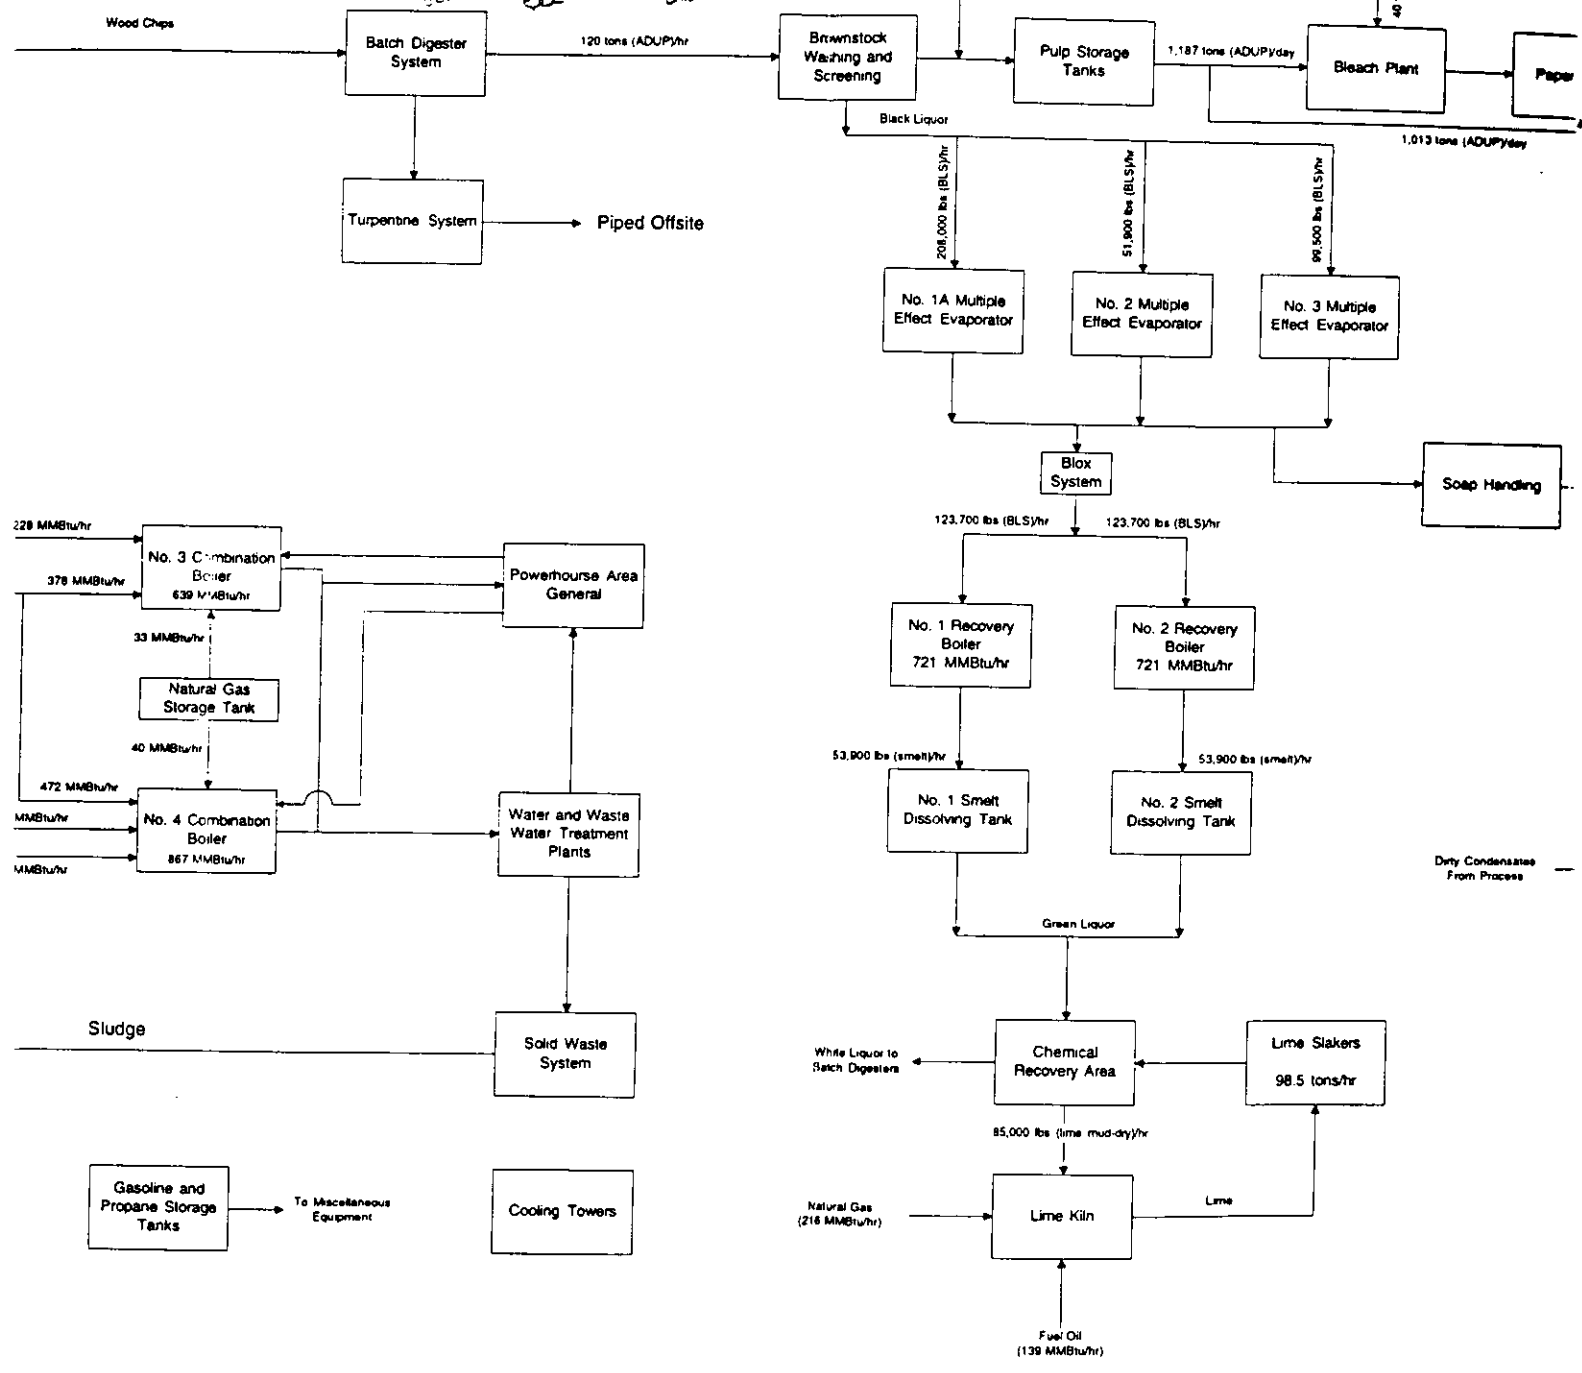 Wood Chips
Batch Digester
System
120 tons (ADUP)/hr
Brownstock
Washing and
Screening
Pulp Storage
Tanks
1,187 tons (ADUP)/day
Bleach Plant
Paper
40
1,013 tons (ADUP)/day
Black Liquor
Turpentine System
Piped Offsite
208,000 lbs (BLS)/hr
51,900 lbs (BLS)/hr
99,500 lbs (BLS)/hr
No. 1A Multiple
Effect Evaporator
No. 2 Multiple
Effect Evaporator
No. 3 Multiple
Effect Evaporator
Blox
System
Soap Handling
123,700 lbs (BLS)/hr
123,700 lbs (BLS)/hr
228 MMBtu/hr
No. 3 Combination
Boiler
639 MMBtu/hr
378 MMBtu/hr
Powerhourse Area
General
33 MMBtu/hr
Natural Gas
Storage Tank
40 MMBtu/hr
472 MMBtu/hr
MMBtu/hr
MMBtu/hr
No. 4 Combination
Boiler
867 MMBtu/hr
Water and Waste
Water Treatment
Plants
No. 1 Recovery
Boiler
721 MMBtu/hr
No. 2 Recovery
Boiler
721 MMBtu/hr
53,900 lbs (smelt)/hr
53,900 lbs (smelt)/hr
No. 1 Smelt
Dissolving Tank
No. 2 Smelt
Dissolving Tank
Dirty Condensates
From Process
Green Liquor
Sludge
Solid Waste
System
White Liquor to
Batch Digesters
Chemical
Recovery Area
Lime Slakers
98.5 tons/hr
85,000 lbs (lime mud-dry)/hr
Gasoline and
Propane Storage
Tanks
To Miscellaneous
Equipment
Cooling Towers
Natural Gas
(216 MMBtu/hr)
Lime Kiln
Lime
Fuel Oil
(139 MMBtu/hr)